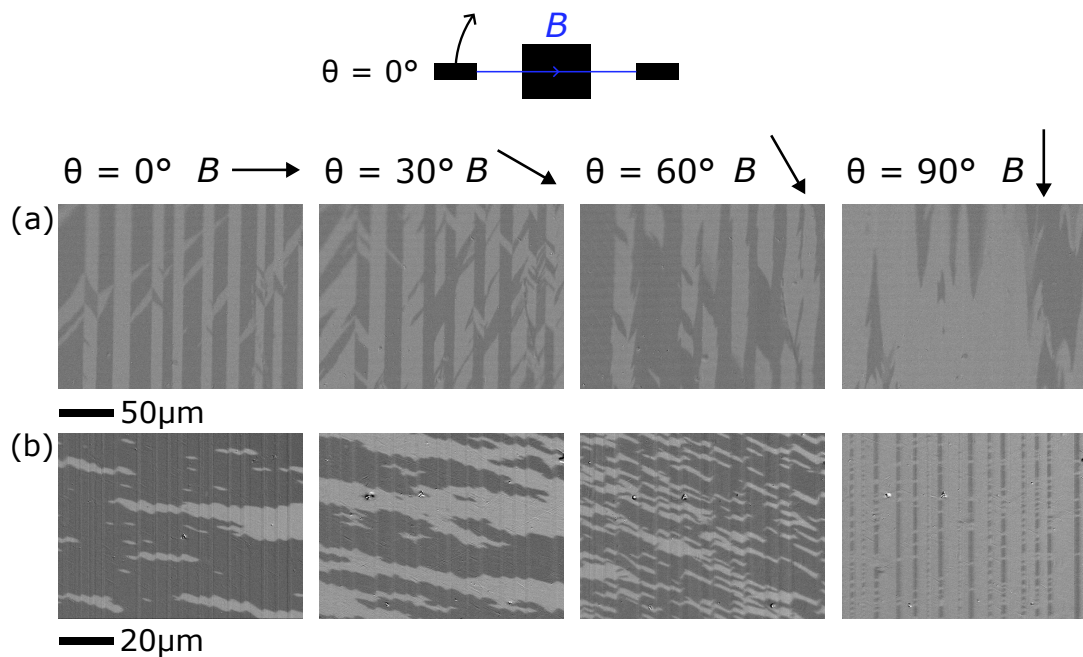 B
θ = 0°
θ = 0° B
θ = 30° B
θ = 60° B
θ = 90° B
(a)
50μm
(b)
20μm